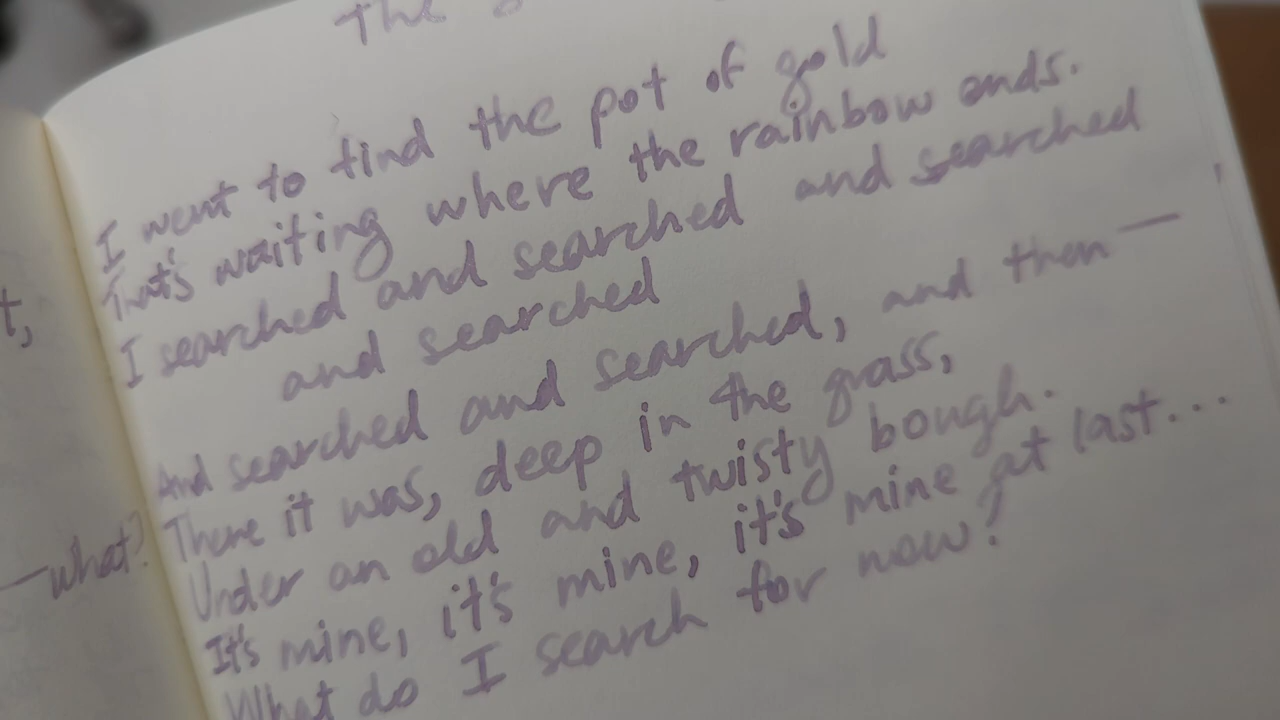 The
I went to find the pot of gold
That's waiting where the rainbow ends.
I searched and searched and searched
and searched
And searched and searched, and then—
There it was, deep in the grass,
Under an old and twisty bough.
It's mine, it's mine, it's mine at last...
What do I search for now?
t,
—what?